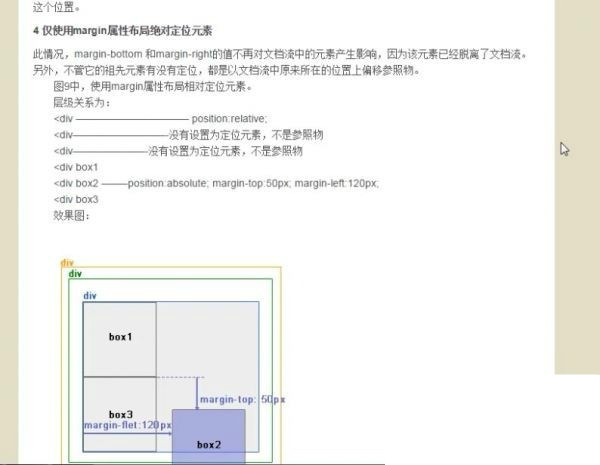 这个位置。
4 仅使用margin属性布局绝对定位元素
此情况，margin-bottom 和margin-right的值不再对文档流中的元素产生影响，因为该元素已经脱离了文档流。
另外，不管它的祖先元素有没有定位，都是以文档流中原来所在的位置上偏移参照物。
图9中，使用margin属性布局相对定位元素。
层级关系为：
<div ——————————— position:relative;
<div—————————-没有设置为定位元素，不是参照物
<div———————-没有设置为定位元素，不是参照物
<div box1
<div box2 ——–position:absolute; margin-top:50px; margin-left:120px;
<div box3
效果图：
div
div
div
box1
margin-top: 50px
box3
margin-flet:120px
box2